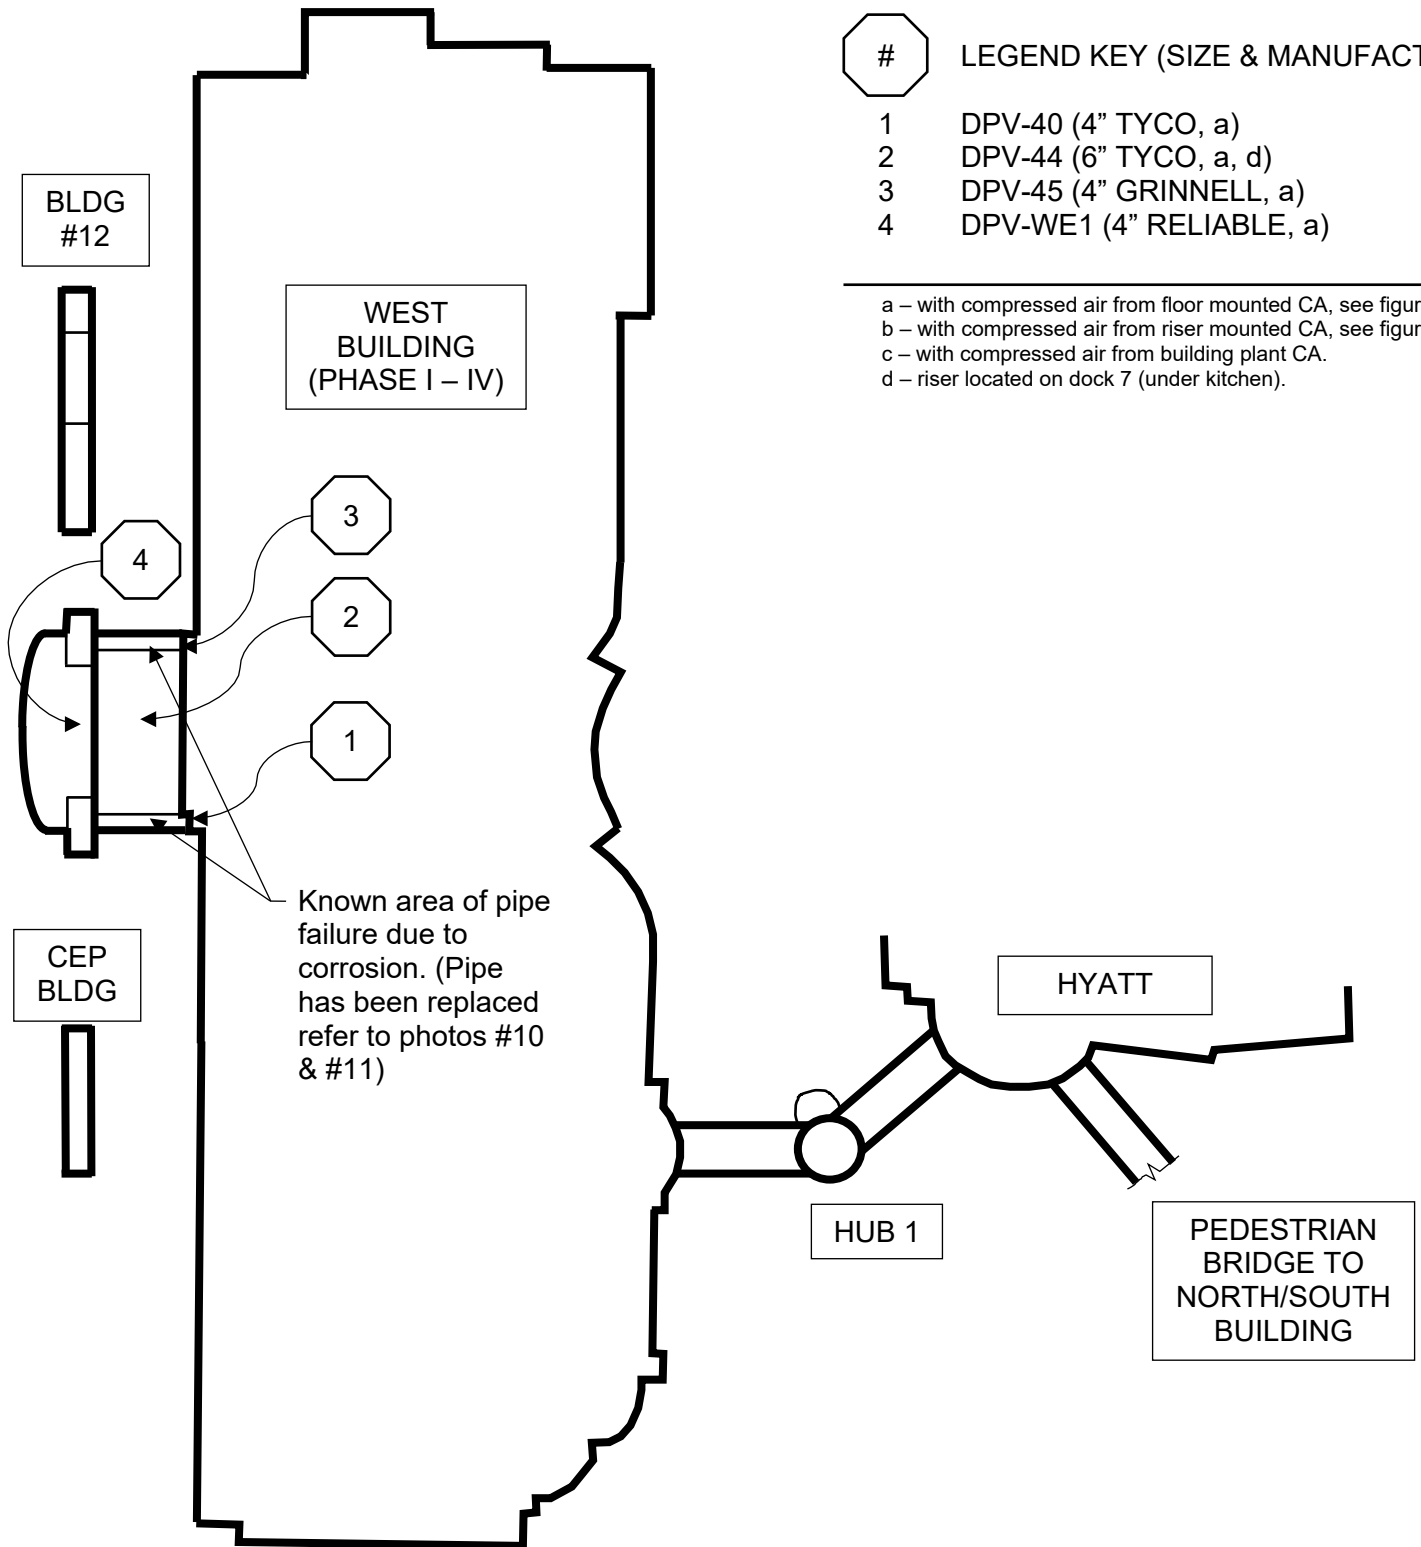 # LEGEND KEY (SIZE & MANUFACT
1 DPV-40 (4” TYCO, a)
2 DPV-44 (6” TYCO, a, d)
3 DPV-45 (4” GRINNELL, a)
4 DPV-WE1 (4” RELIABLE, a)
a – with compressed air from floor mounted CA, see figur
b – with compressed air from riser mounted CA, see figur
c – with compressed air from building plant CA.
d – riser located on dock 7 (under kitchen).
BLDG
#12
WEST
BUILDING
(PHASE I – IV)
3
4
2
1
Known area of pipe
failure due to
corrosion. (Pipe
has been replaced
refer to photos #10
& #11)
CEP
BLDG
HYATT
HUB 1
PEDESTRIAN
BRIDGE TO
NORTH/SOUTH
BUILDING